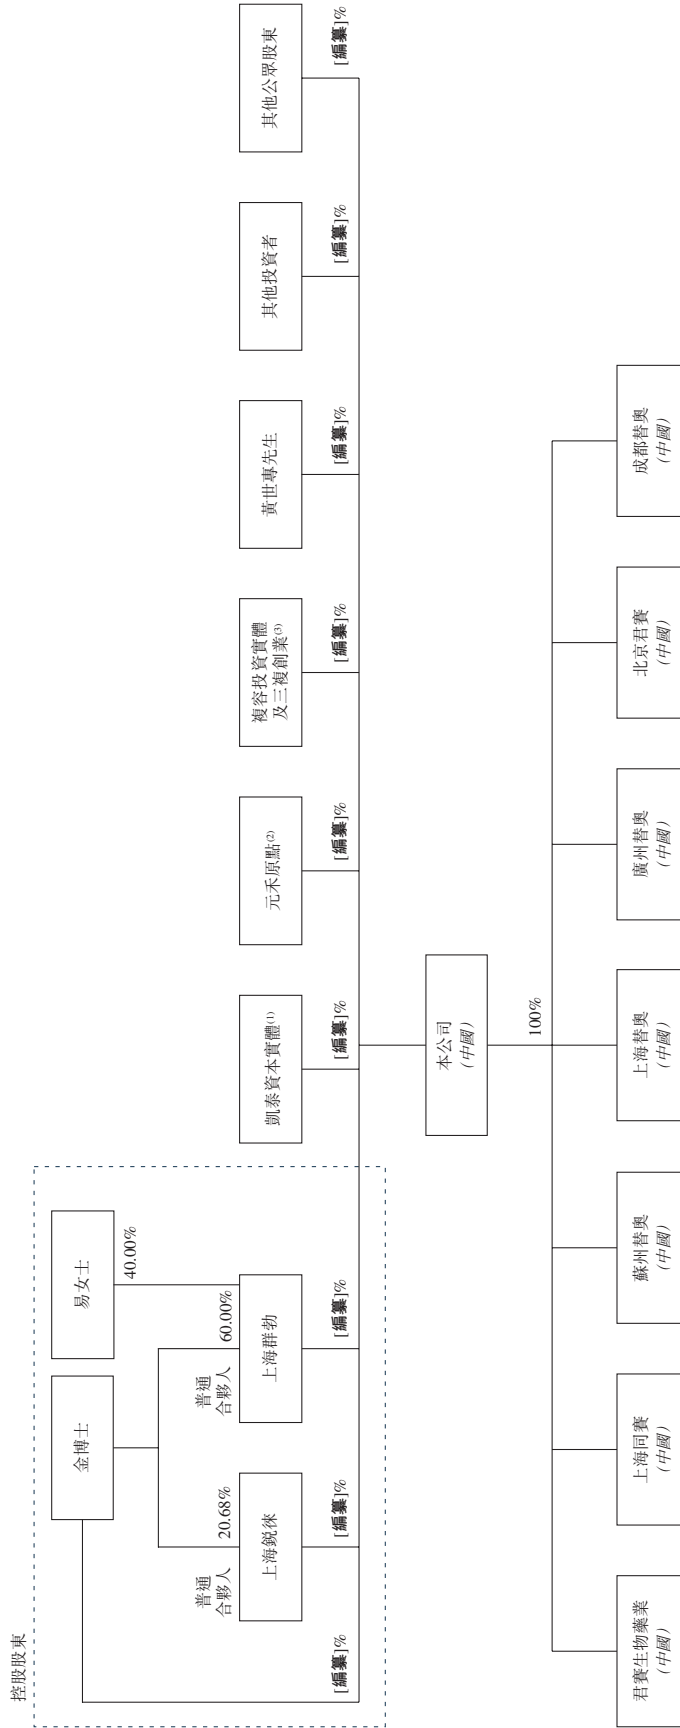 控股股東
金博士
易女士
40.00%
普通
合夥人
20.68%
普通
合夥人
60.00%
上海銳徠
上海群勃
凱泰資本實體(1)
元禾原點(2)
複容投資實體
及三複創業(3)
黃世專先生
其他投資者
其他公眾股東
[編纂]%
[編纂]%
[編纂]%
[編纂]%
[編纂]%
[編纂]%
[編纂]%
[編纂]%
[編纂]%
本公司
(中國)
100%
君賽生物藥業
(中國)
上海同賽
(中國)
蘇州替奧
(中國)
上海替奧
(中國)
廣州替奧
(中國)
北京君賽
(中國)
成都替奧
(中國)